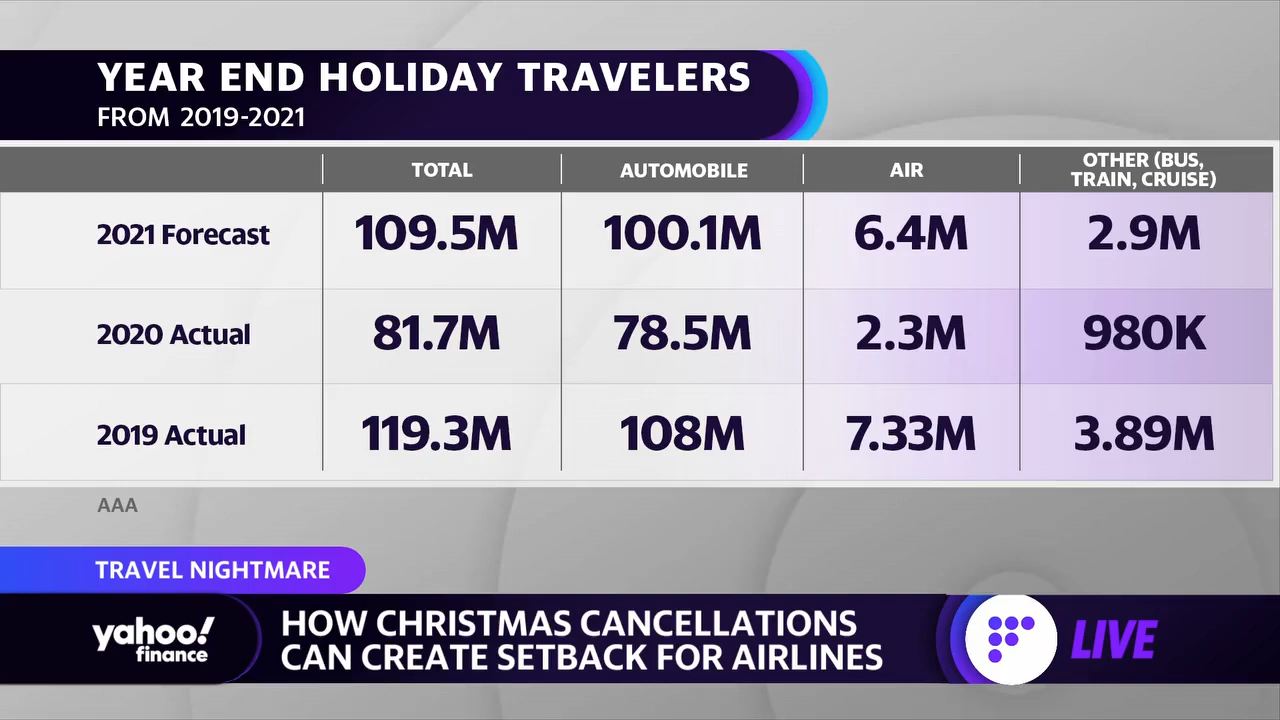 YEAR END HOLIDAY TRAVELERS
FROM 2019-2021
TOTAL AUTOMOBILE AIR OTHER (BUS, TRAIN, CRUISE)
2021 Forecast 109.5M 100.1M 6.4M 2.9M
2020 Actual 81.7M 78.5M 2.3M 980K
2019 Actual 119.3M 108M 7.33M 3.89M
AAA
TRAVEL NIGHTMARE
yahoo!
finance
HOW CHRISTMAS CANCELLATIONS
CAN CREATE SETBACK FOR AIRLINES
LIVE